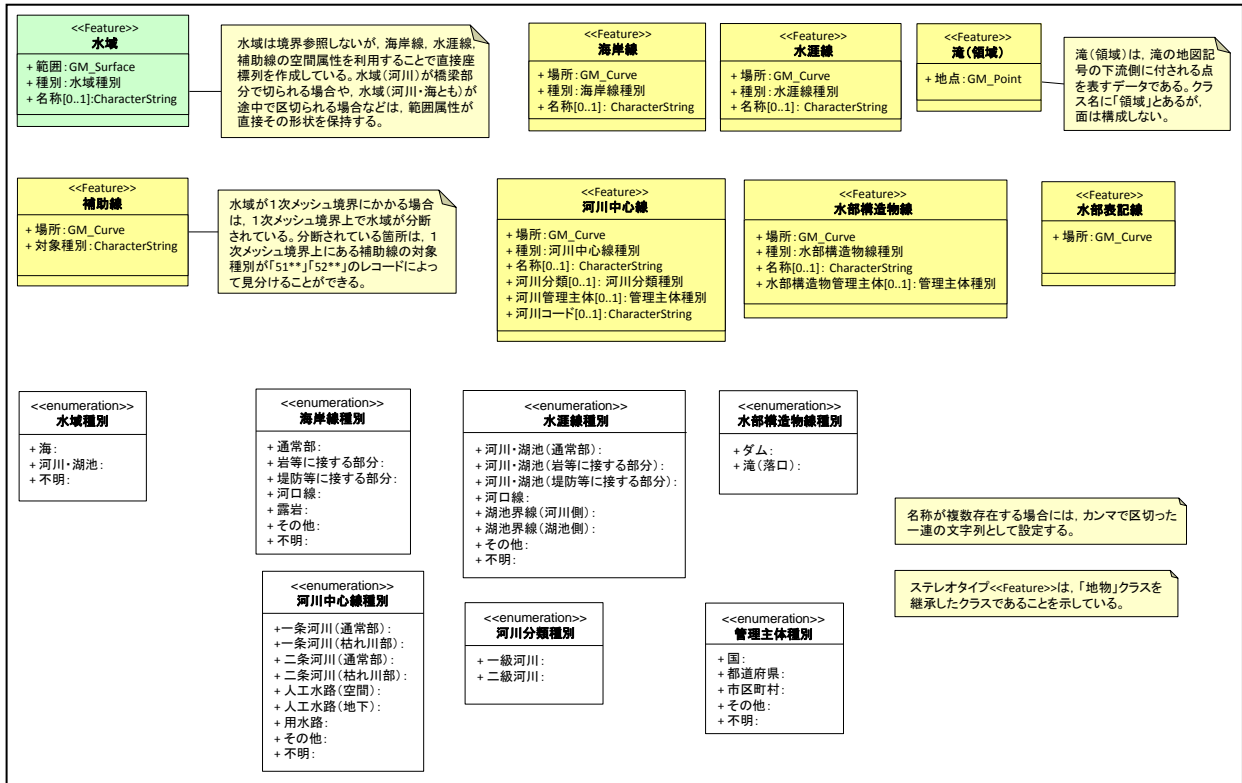 <<Feature>>
水域
+ 範囲:GM_Surface
+ 種別:水域種別
+ 名称[0..1]:CharacterString
水域は境界参照しないが，海岸線，水涯線，
補助線の空間属性を利用することで直接座
標列を作成している。水域（河川）が橋梁部
分で切られる場合や，水域（河川・海とも）が
途中で区切られる場合などは，範囲属性が
直接その形状を保持する。
<<Feature>>
海岸線
+ 場所:GM_Curve
+ 種別:海岸線種別
+ 名称[0..1]: CharacterString
<<Feature>>
水涯線
+ 場所:GM_Curve
+ 種別:水涯線種別
+ 名称[0..1]: CharacterString
<<Feature>>
滝（領域）
+ 地点:GM_Point
滝（領域）は，滝の地図記
号の下流側に付される点
を表すデータである。クラ
ス名に「領域」とあるが，
面は構成しない。
<<Feature>>
補助線
+ 場所:GM_Curve
+ 対象種別:CharacterString
水域が１次メッシュ境界にかかる場合
は，１次メッシュ境界上で水域が分断
されている。分断されている箇所は，１
次メッシュ境界上にある補助線の対象
種別が「51**」「52**」のレコードによっ
て見分けることができる。
<<Feature>>
河川中心線
+ 場所:GM_Curve
+ 種別:河川中心線種別
+ 名称[0..1]: CharacterString
+ 河川分類[0..1]: 河川分類種別
+ 河川管理主体[0..1]: 管理主体種別
+ 河川コード[0..1]:CharacterString
<<Feature>>
水部構造物線
+ 場所:GM_Curve
+ 種別:水部構造物線種別
+ 名称[0..1]: CharacterString
+ 水部構造物管理主体[0..1]: 管理主体種別
<<Feature>>
水部表記線
+ 場所:GM_Curve
<<enumeration>>
水域種別
+ 海:
+ 河川・湖池:
+ 不明:
<<enumeration>>
海岸線種別
+ 通常部:
+ 岩等に接する部分:
+ 堤防等に接する部分:
+ 河口線:
+ 露岩:
+ その他:
+ 不明:
<<enumeration>>
水涯線種別
+ 河川・湖池（通常部）:
+ 河川・湖池（岩等に接する部分）:
+ 河川・湖池（堤防等に接する部分）:
+ 河口線:
+ 湖池界線（河川側）:
+ 湖池界線（湖池側）:
+ その他:
+ 不明:
<<enumeration>>
水部構造物線種別
+ ダム:
+ 滝（落口）:
名称が複数存在する場合には，カンマで区切った
一連の文字列として設定する。
ステレオタイプ<<Feature>>は，「地物」クラスを
継承したクラスであることを示している。
<<enumeration>>
河川中心線種別
+一条河川（通常部）:
+一条河川（枯れ川部）:
+ 二条河川（通常部）:
+ 二条河川（枯れ川部）:
+ 人工水路（空間）:
+ 人工水路（地下）:
+ 用水路:
+ その他:
+ 不明:
<<enumeration>>
河川分類種別
+ 一級河川:
+ 二級河川:
<<enumeration>>
管理主体種別
+ 国:
+ 都道府県:
+ 市区町村:
+ その他:
+ 不明: